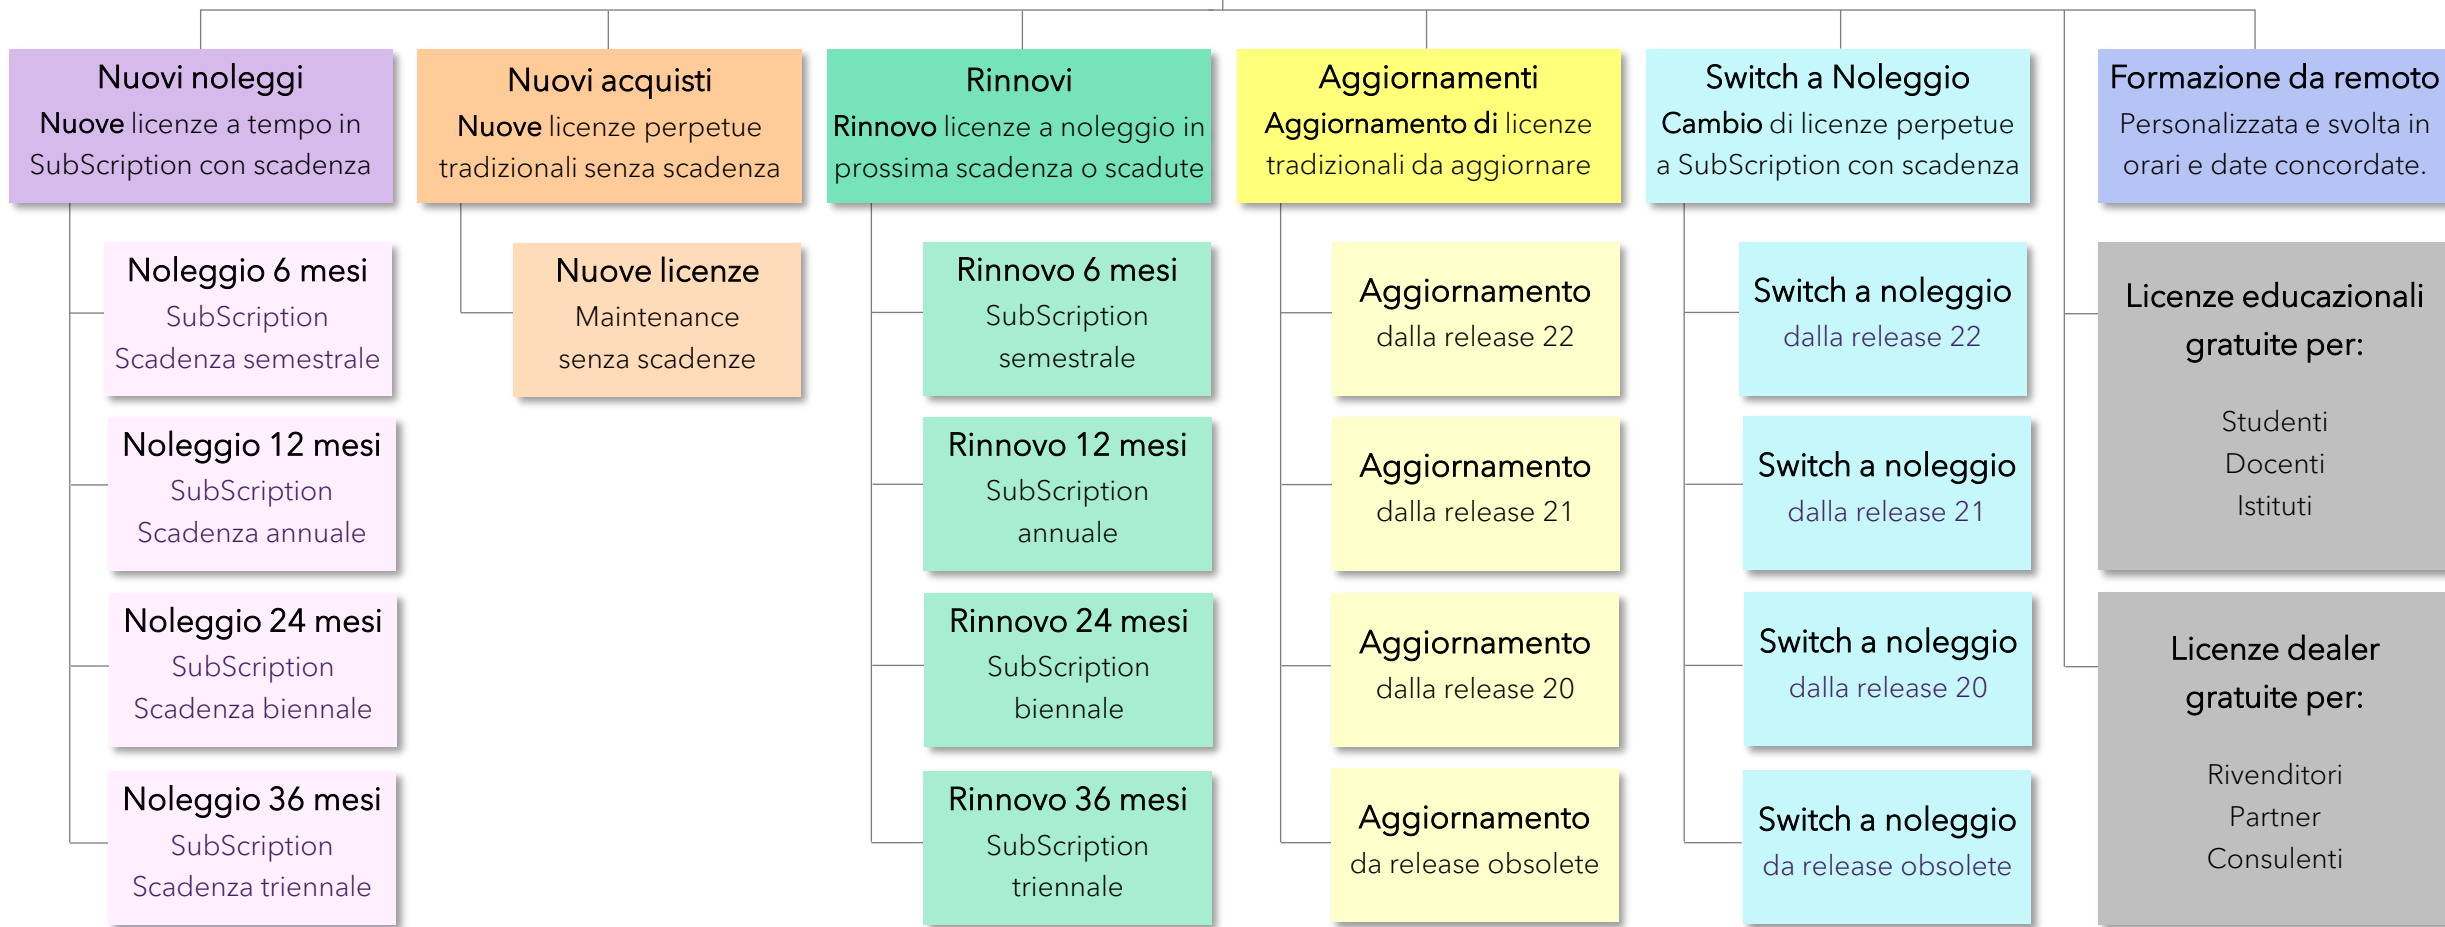 Nuovi noleggi
Nuove licenze a tempo in
SubScription con scadenza
Noleggio 6 mesi
SubScription
Scadenza semestrale
Noleggio 12 mesi
SubScription
Scadenza annuale
Noleggio 24 mesi
SubScription
Scadenza biennale
Noleggio 36 mesi
SubScription
Scadenza triennale
Nuovi acquisti
Nuove licenze perpetue
tradizionali senza scadenza
Nuove licenze
Maintenance
senza scadenze
Rinnovi
Rinnovo licenze a noleggio in
prossima scadenza o scadute
Rinnovo 6 mesi
SubScription
semestrale
Rinnovo 12 mesi
SubScription
annuale
Rinnovo 24 mesi
SubScription
biennale
Rinnovo 36 mesi
SubScription
triennale
Aggiornamenti
Aggiornamento di licenze
tradizionali da aggiornare
Aggiornamento
dalla release 22
Aggiornamento
dalla release 21
Aggiornamento
dalla release 20
Aggiornamento
da release obsolete
Switch a Noleggio
Cambio di licenze perpetue
a SubScription con scadenza
Switch a noleggio
dalla release 22
Switch a noleggio
dalla release 21
Switch a noleggio
dalla release 20
Switch a noleggio
da release obsolete
Formazione da remoto
Personalizzata e svolta in
orari e date concordate.
Licenze educazionali
gratuite per:
Studenti
Docenti
Istituti
Licenze dealer
gratuite per:
Rivenditori
Partner
Consulenti